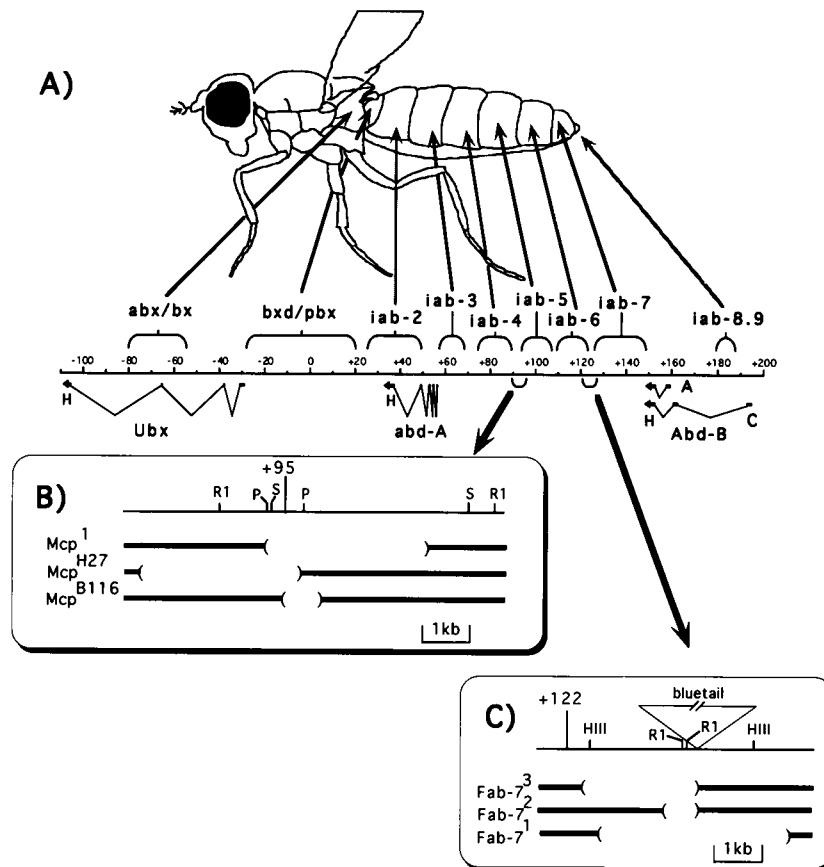 A)
abx/bx
bxd/pbx
iab-2
iab-3
iab-4
iab-5
iab-6
iab-7
iab-8.9
-100 -80 -60 -40 -20 0 +20 +40 +60 +80 +100 +120 +160 +180 +200
H
Ubx
H
abd-A
A
H
Abd-B
C
B)
+95
R1 P S P S R1
Mcp1
McpH27
McpB116
1kb
C)
bluetail
+122
HIII R1 R1 HIII
Fab-73
Fab-72
Fab-71
1kb